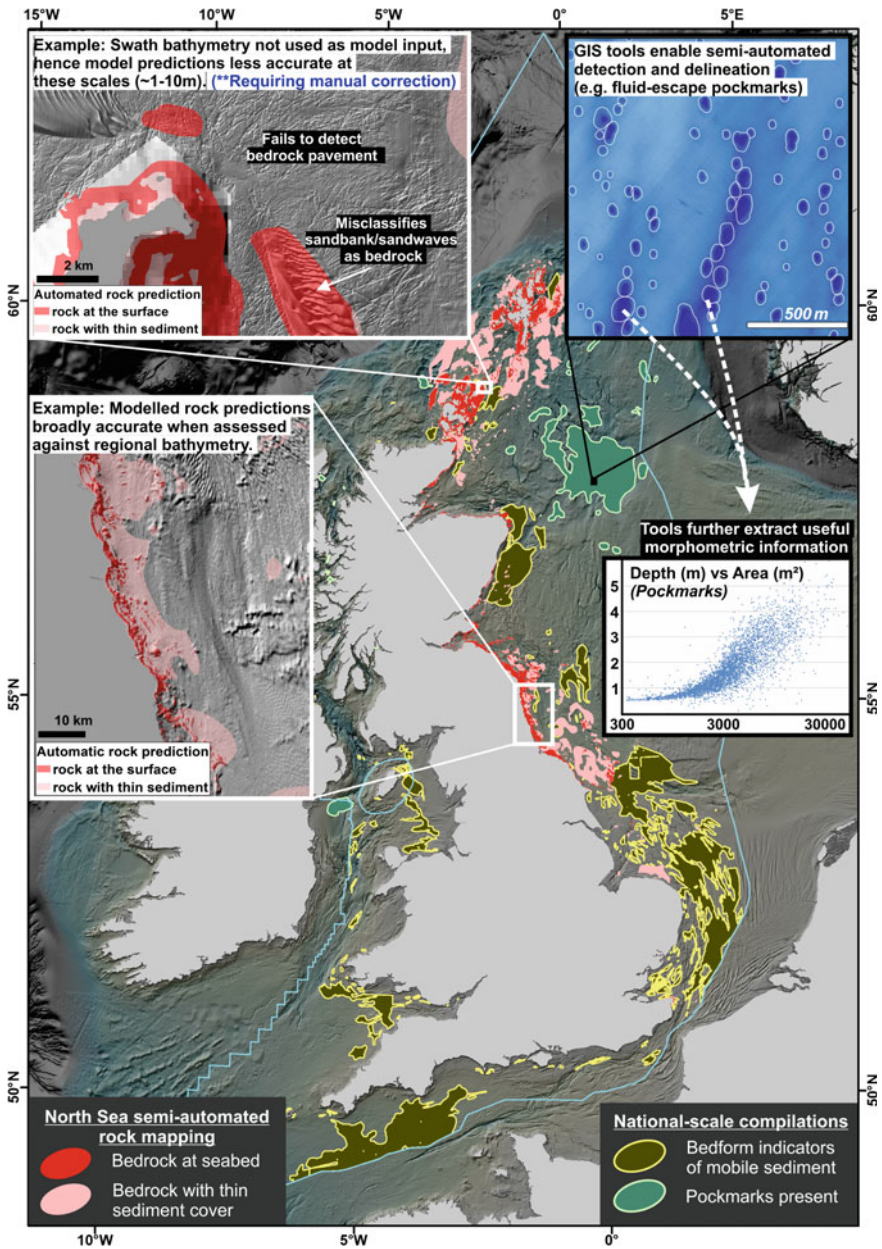 15°W
10°W
5°W
0°
5°E
Example: Swath bathymetry not used as model input,
hence model predictions less accurate at
these scales (~1-10m). (**Requiring manual correction)
Fails to detect
bedrock pavement
Misclassifies
sandbank/sandwaves
as bedrock
2 km
Automated rock prediction
rock at the surface
rock with thin sediment
GIS tools enable semi-automated
detection and delineation
(e.g. fluid-escape pockmarks)
500 m
60°N
60°N
Example: Modelled rock predictions
broadly accurate when assessed
against regional bathymetry.
10 km
Automatic rock prediction
rock at the surface
rock with thin sediment
Tools further extract useful
morphometric information
Depth (m) vs Area (m²)
(Pockmarks)
5
4
3
2
1
300
3000
30000
55°N
55°N
50°N
50°N
North Sea semi-automated
rock mapping
Bedrock at seabed
Bedrock with thin
sediment cover
National-scale compilations
Bedform indicators
of mobile sediment
Pockmarks present
10°W
5°W
0°